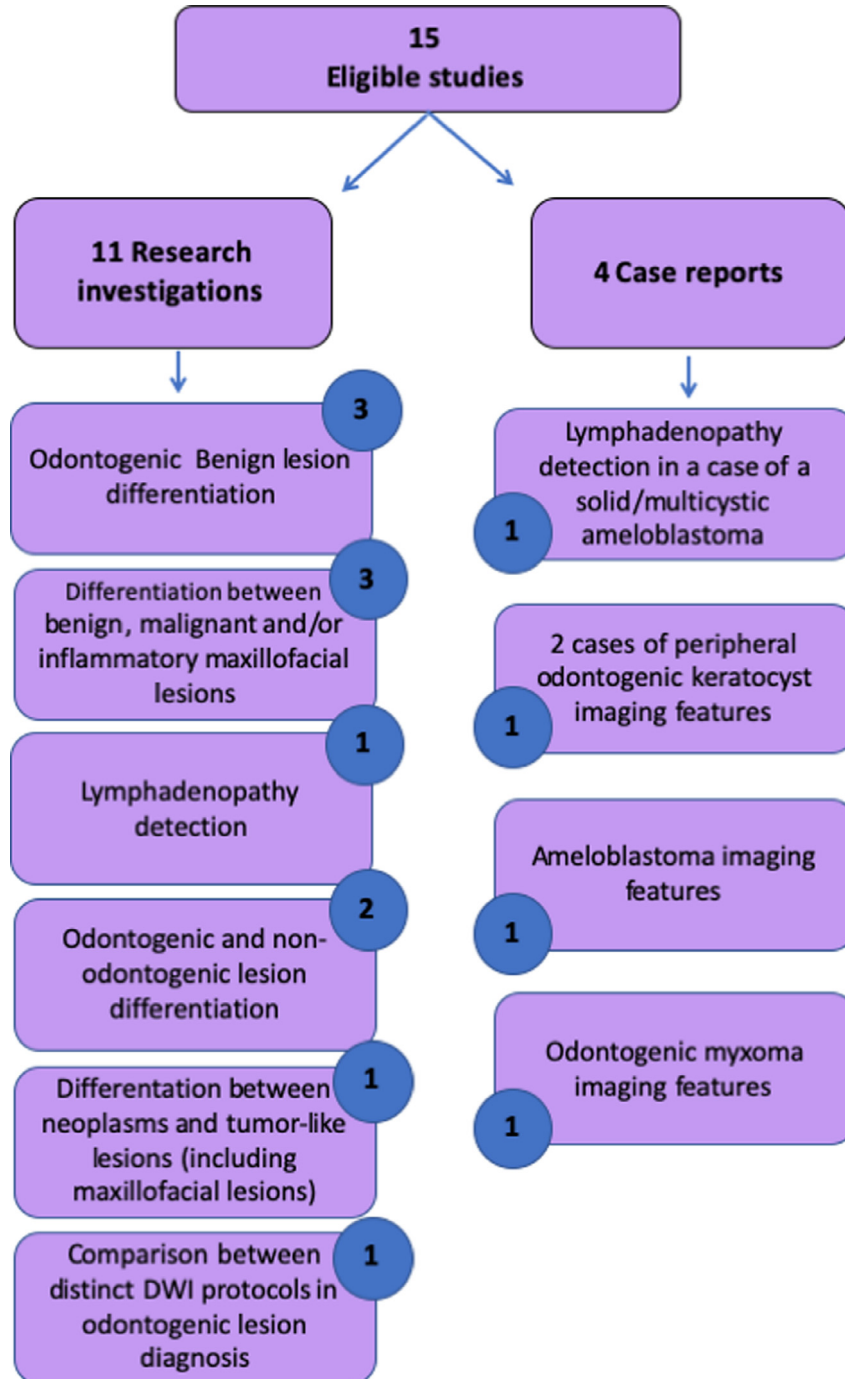 15
Eligible studies
11 Research
investigations
3
Odontogenic Benign lesion
differentiation
3
Differentiation between
benign, malignant and/or
inflammatory maxillofacial
lesions
1
Lymphadenopathy
detection
2
Odontogenic and non-
odontogenic lesion
differentiation
1
Differentation between
neoplasms and tumor-like
lesions (including
maxillofacial lesions)
1
Comparison between
distinct DWI protocols in
odontogenic lesion
diagnosis
4 Case reports
Lymphadenopathy
detection in a case of a
solid/multicystic
ameloblastoma
1
2 cases of peripheral
odontogenic keratocyst
imaging features
1
Ameloblastoma imaging
features
1
Odontogenic myxoma
imaging features
1